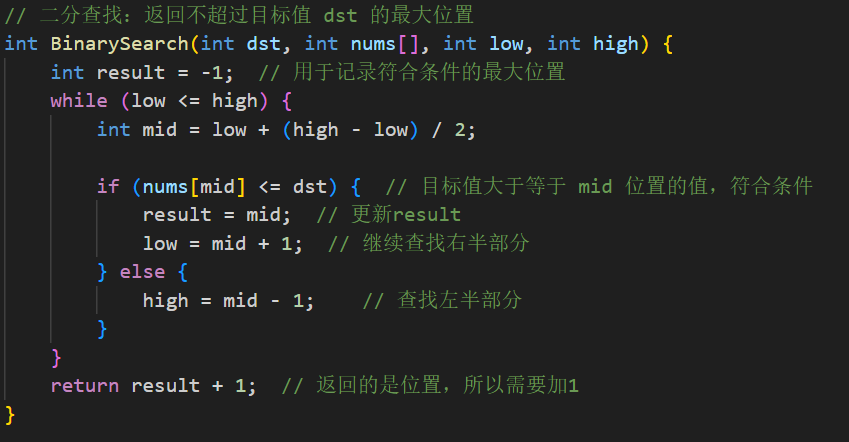 // 二分查找：返回不超过目标值 dst 的最大位置
int BinarySearch(int dst, int nums[], int low, int high) {
    int result = -1;  // 用于记录符合条件的最大位置
    while (low <= high) {
        int mid = low + (high - low) / 2;

        if (nums[mid] <= dst) {  // 目标值大于等于 mid 位置的值，符合条件
            result = mid;  // 更新result
            low = mid + 1;  // 继续查找右半部分
        } else {
            high = mid - 1;    // 查找左半部分
        }
    }
    return result + 1;  // 返回的是位置，所以需要加1
}